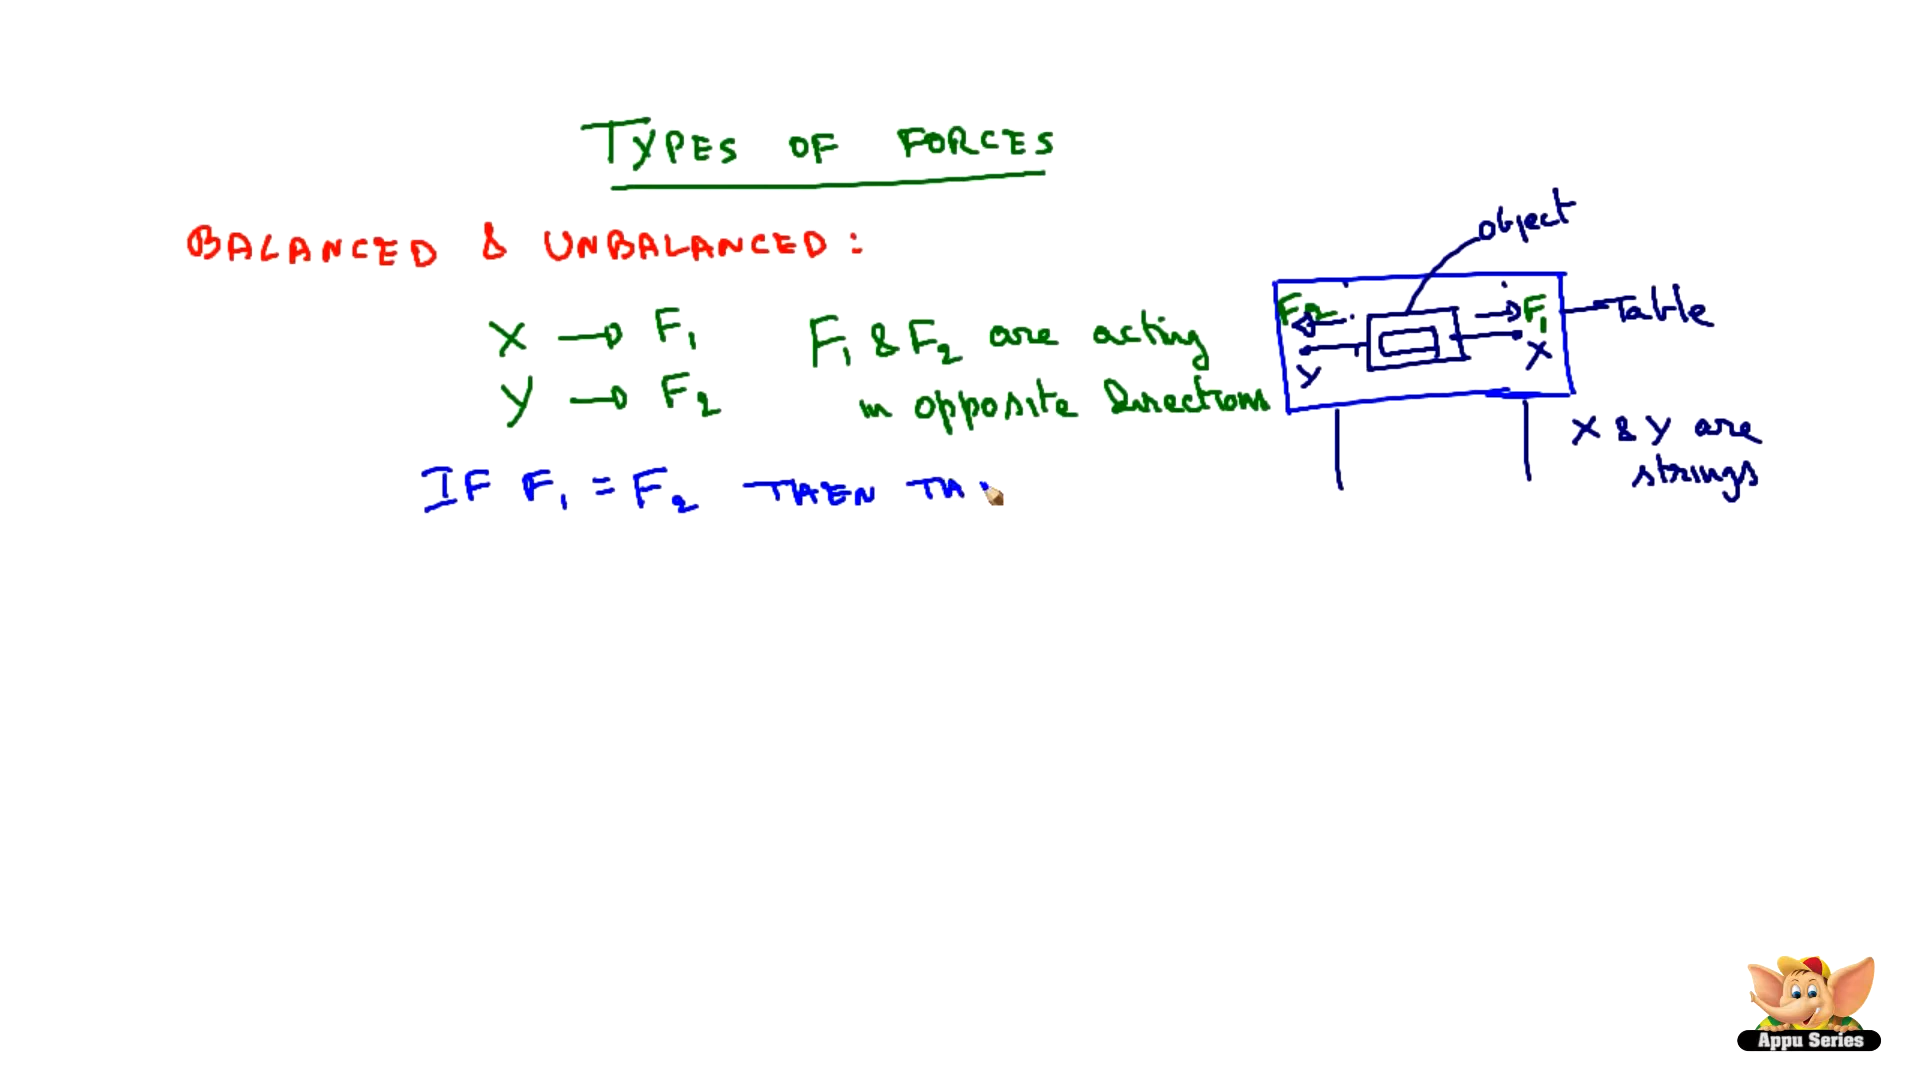 TYPES OF FORCES
BALANCED & UNBALANCED:
X → F₁
Y → F₂
F₁ & F₂ are acting
in opposite Directions
IF F₁ = F₂ THEN TH
object
F₂
F₁
Table
Y
X
X & Y are
strings
Appu Series